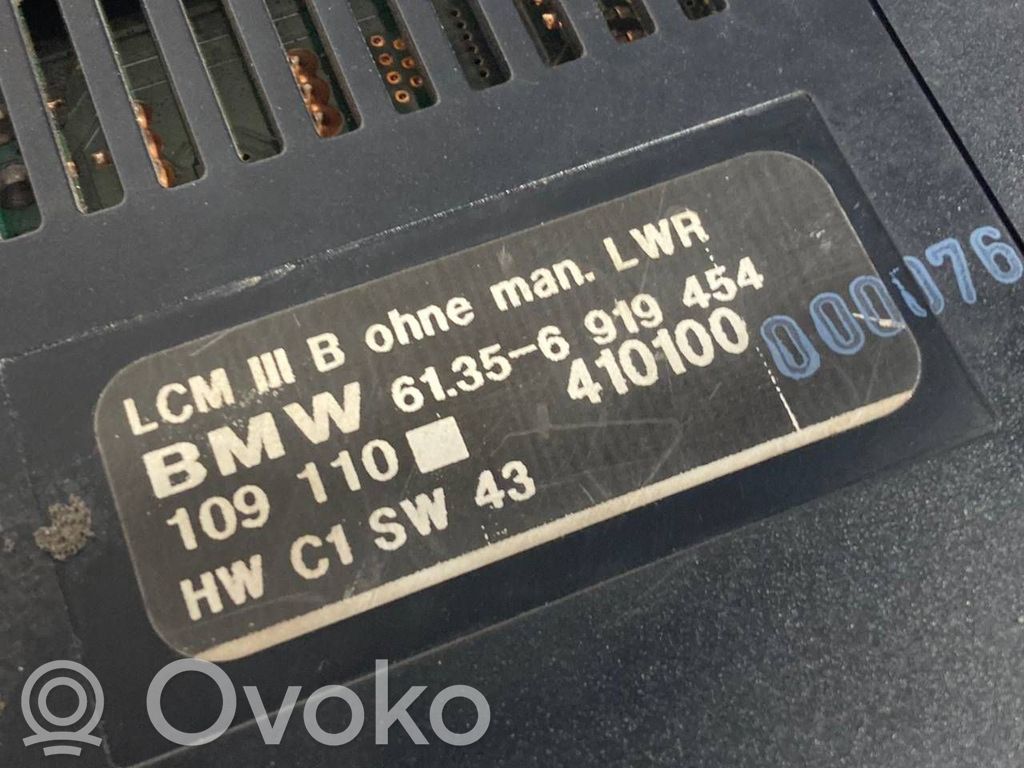 LCM III B ohne man. LWR
BMW 61.35-6 919 454
109 110 410100 000076
HW C1 SW 43
Ovoko